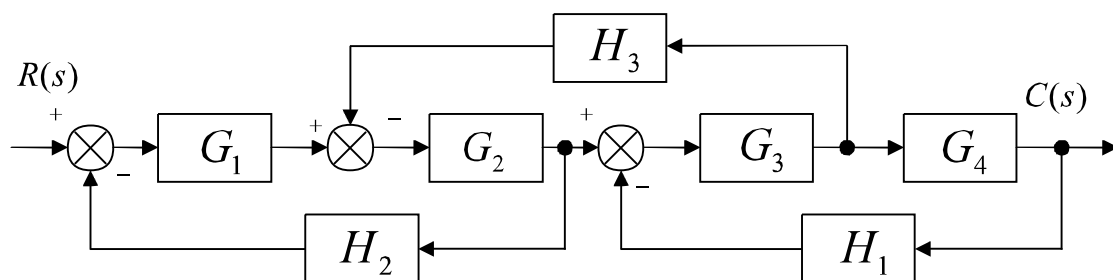 H₃
R(s)
C(s)
+ + − +
G₁ G₂ G₃ G₄
− −
H₂ H₁